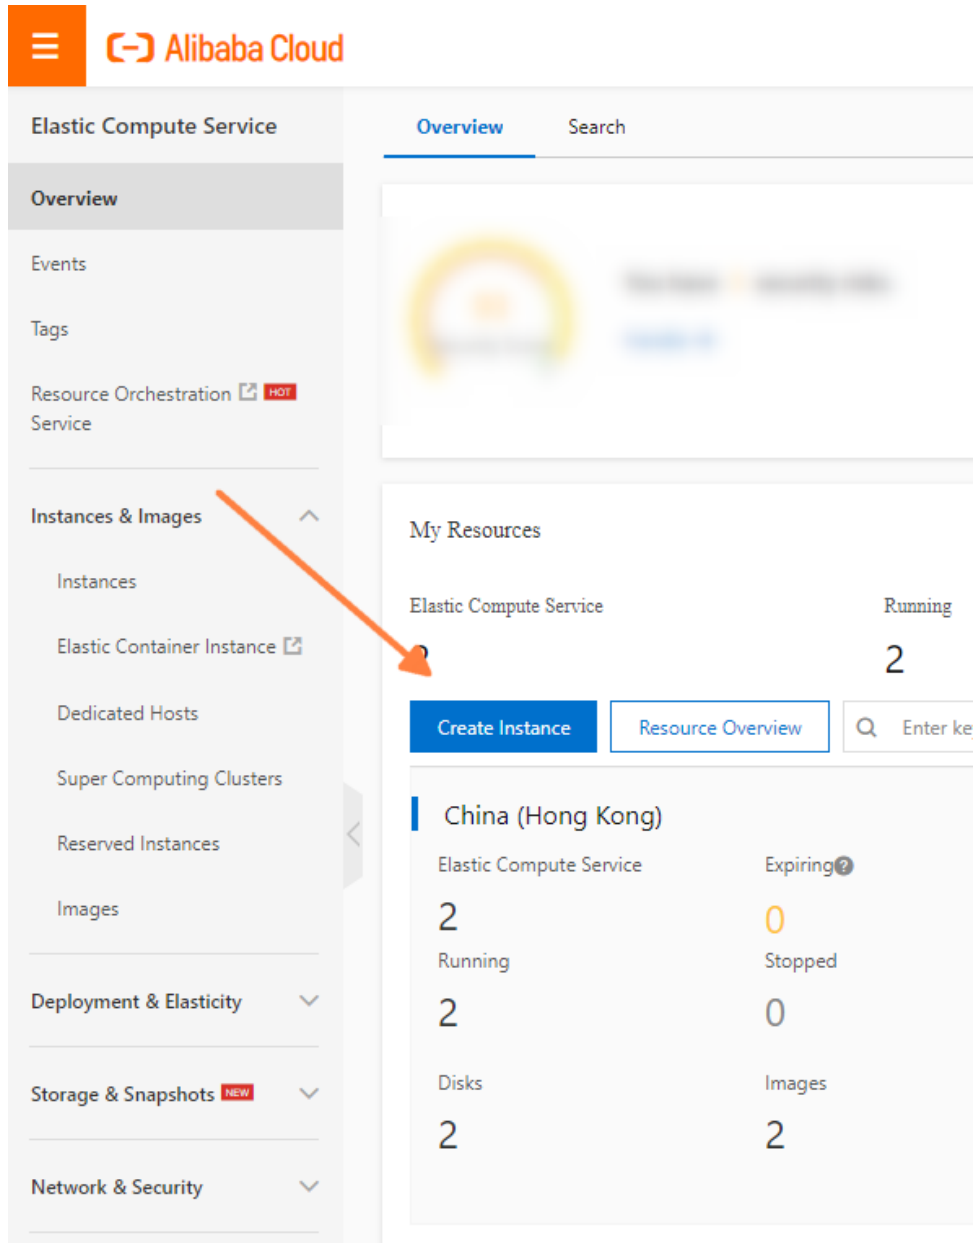 Alibaba Cloud
Elastic Compute Service
Overview
Search
Overview
Events
Tags
Resource Orchestration HOT
Service
Instances & Images
Instances
Elastic Container Instance
Dedicated Hosts
Super Computing Clusters
Reserved Instances
Images
Deployment & Elasticity
Storage & Snapshots NEW
Network & Security
My Resources
Elastic Compute Service
Running
2
Create Instance
Resource Overview
Enter
China (Hong Kong)
Elastic Compute Service
Expiring
2
0
Running
Stopped
2
0
Disks
Images
2
2